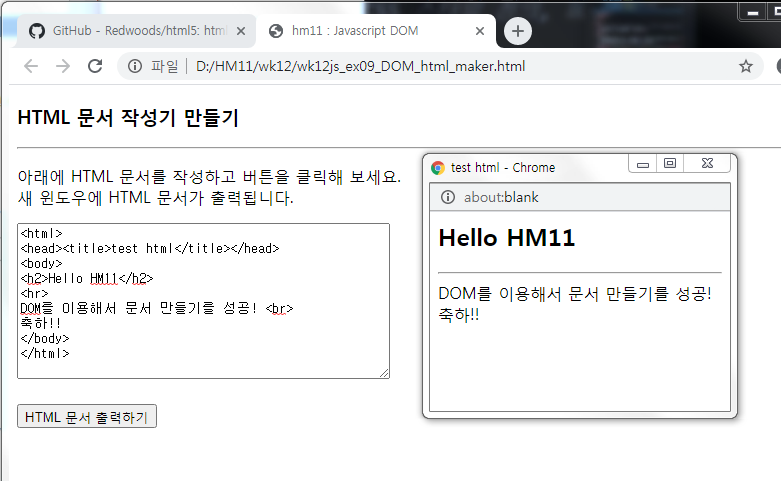 GitHub - Redwoods/html5: html
hm11 : Javascript DOM
파일 | D:/HM11/wk12/wk12js_ex09_DOM_html_maker.html
HTML 문서 작성기 만들기
아래에 HTML 문서를 작성하고 버튼을 클릭해 보세요.
새 윈도우에 HTML 문서가 출력됩니다.
<html>
<head><title>test html</title></head>
<body>
<h2>Hello HM11</h2>
<hr>
DOM를 이용해서 문서 만들기를 성공! <br>
축하!!
</body>
</html>
HTML 문서 출력하기
test html - Chrome
about:blank
Hello HM11
DOM를 이용해서 문서 만들기를 성공!
축하!!